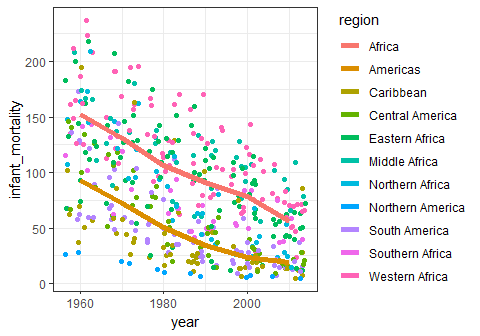 region
Africa
Americas
Caribbean
Central America
Eastern Africa
Middle Africa
Northern Africa
Northern America
South America
Southern Africa
Western Africa
infant_mortality
200
150
100
50
0
1960
1980
2000
year